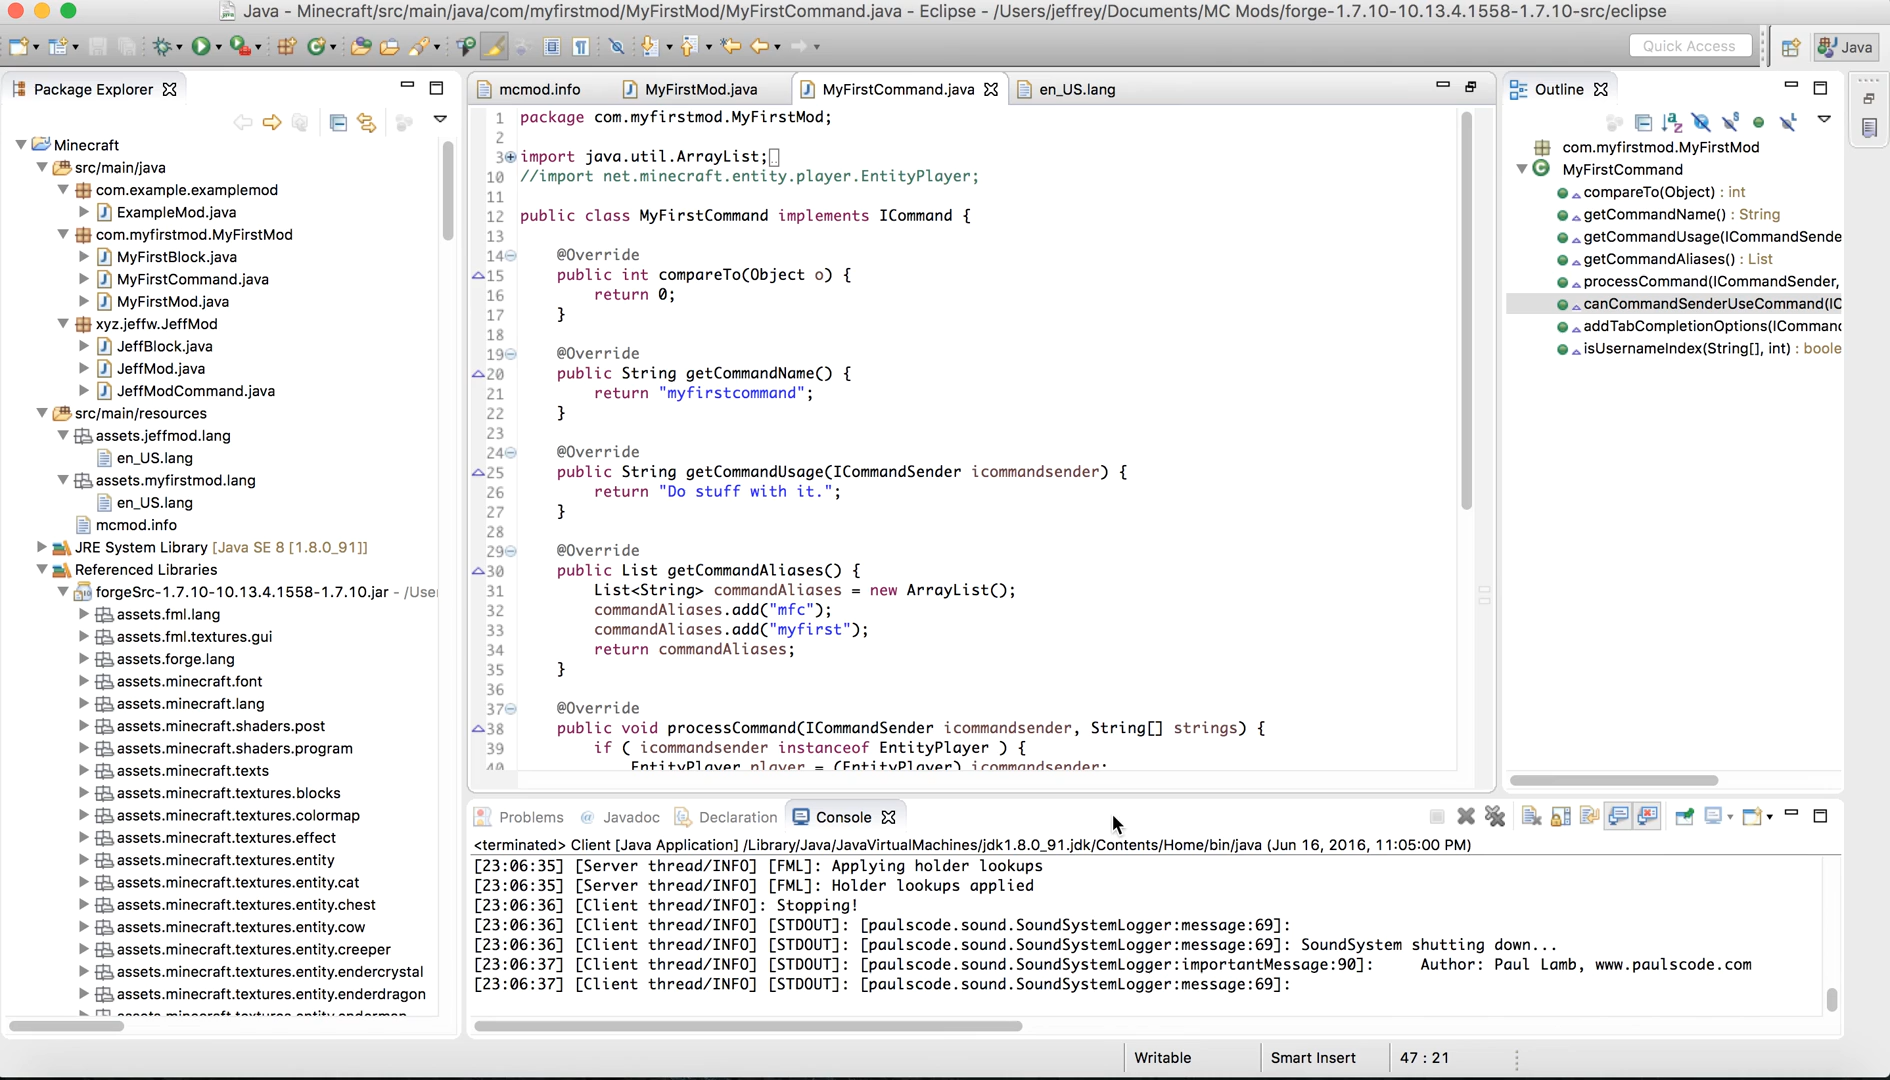 Java - Minecraft/src/main/java/com/myfirstmod/MyFirstMod/MyFirstCommand.java - Eclipse - /Users/jeffrey/Documents/MC Mods/forge-1.7.10-10.13.4.1558-1.7.10-src/eclipse
Quick Access
Java
Package Explorer
Minecraft
src/main/java
com.example.examplemod
ExampleMod.java
com.myfirstmod.MyFirstMod
MyFirstBlock.java
MyFirstCommand.java
MyFirstMod.java
xyz.jeffw.JeffMod
JeffBlock.java
JeffMod.java
JeffModCommand.java
src/main/resources
assets.jeffmod.lang
en_US.lang
assets.myfirstmod.lang
en_US.lang
mcmod.info
JRE System Library [Java SE 8 [1.8.0_91]]
Referenced Libraries
forgeSrc-1.7.10-10.13.4.1558-1.7.10.jar - /Use
assets.fml.lang
assets.fml.textures.gui
assets.forge.lang
assets.minecraft.font
assets.minecraft.lang
assets.minecraft.shaders.post
assets.minecraft.shaders.program
assets.minecraft.texts
assets.minecraft.textures.blocks
assets.minecraft.textures.colormap
assets.minecraft.textures.effect
assets.minecraft.textures.entity
assets.minecraft.textures.entity.cat
assets.minecraft.textures.entity.chest
assets.minecraft.textures.entity.cow
assets.minecraft.textures.entity.creeper
assets.minecraft.textures.entity.endercrystal
assets.minecraft.textures.entity.enderdragon
mcmod.info MyFirstMod.java MyFirstCommand.java en_US.lang
1 package com.myfirstmod.MyFirstMod;
2
3 import java.util.ArrayList;
10 //import net.minecraft.entity.player.EntityPlayer;
11
12 public class MyFirstCommand implements ICommand {
13
14 @Override
15 public int compareTo(Object o) {
16 return 0;
17 }
18
19 @Override
20 public String getCommandName() {
21 return "myfirstcommand";
22 }
23
24 @Override
25 public String getCommandUsage(ICommandSender icommandsender) {
26 return "Do stuff with it.";
27 }
28
29 @Override
30 public List getCommandAliases() {
31 List<String> commandAliases = new ArrayList();
32 commandAliases.add("mfc");
33 commandAliases.add("myfirst");
34 return commandAliases;
35 }
36
37 @Override
38 public void processCommand(ICommandSender icommandsender, String[] strings) {
39 if ( icommandsender instanceof EntityPlayer ) {
40 EntityPlayer player = (EntityPlayer) icommandsender;
Outline
com.myfirstmod.MyFirstMod
MyFirstCommand
compareTo(Object) : int
getCommandName() : String
getCommandUsage(ICommandSende
getCommandAliases() : List
processCommand(ICommandSender,
canCommandSenderUseCommand(IC
addTabCompletionOptions(IComman
isUsernameIndex(String[], int) : boole
Problems Javadoc Declaration Console
<terminated> Client [Java Application] /Library/Java/JavaVirtualMachines/jdk1.8.0_91.jdk/Contents/Home/bin/java (Jun 16, 2016, 11:05:00 PM)
[23:06:35] [Server thread/INFO] [FML]: Applying holder lookups
[23:06:35] [Server thread/INFO] [FML]: Holder lookups applied
[23:06:36] [Client thread/INFO]: Stopping!
[23:06:36] [Client thread/INFO] [STDOUT]: [paulscode.sound.SoundSystemLogger:message:69]:
[23:06:36] [Client thread/INFO] [STDOUT]: [paulscode.sound.SoundSystemLogger:message:69]: SoundSystem shutting down...
[23:06:37] [Client thread/INFO] [STDOUT]: [paulscode.sound.SoundSystemLogger:importantMessage:90]: Author: Paul Lamb, www.paulscode.com
[23:06:37] [Client thread/INFO] [STDOUT]: [paulscode.sound.SoundSystemLogger:message:69]:
Writable Smart Insert 47 : 21